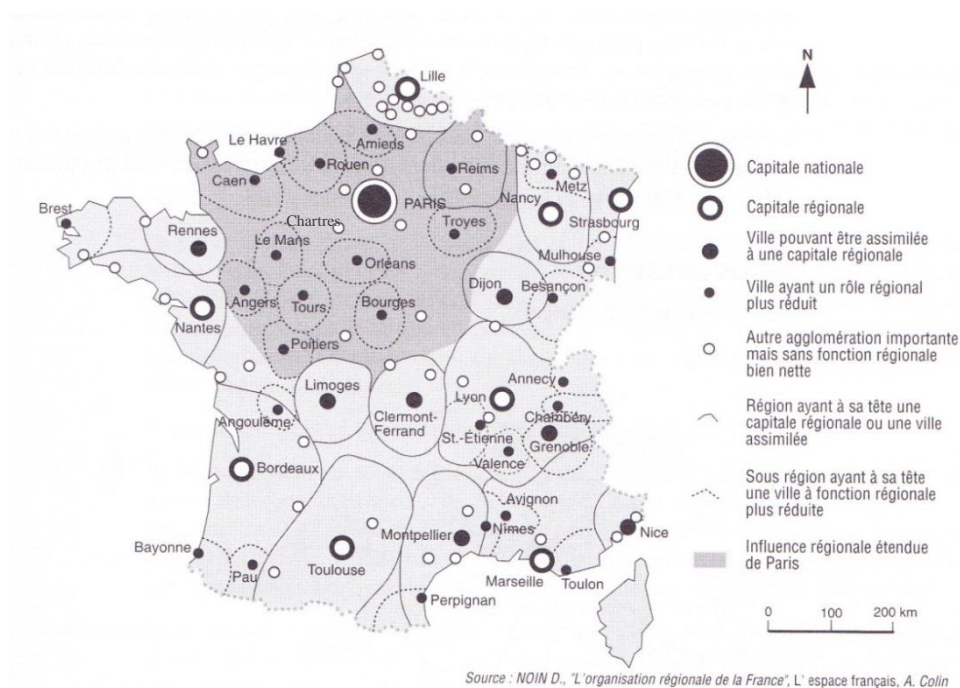 Lille
N
Le Havre
Amiens
Rouen
Reims
Caen
Metz
Nancy
PARIS
Strasbourg
Chartres
Troyes
Brest
Rennes
Le Mans
Orléans
Mulhouse
Dijon
Besançon
Angers
Tours
Bourges
Nantes
Poitiers
Limoges
Annecy
Lyon
Clermont-
Ferrand
Chambéry
Angoulême
St.-Étienne
Grenoble
Valence
Bordeaux
Avignon
Montpellier
Nîmes
Nice
Bayonne
Pau
Toulouse
Marseille
Toulon
Perpignan
Capitale nationale
Capitale régionale
Ville pouvant être assimilée
à une capitale régionale
Ville ayant un rôle régional
plus réduit
Autre agglomération importante
mais sans fonction régionale
bien nette
Région ayant à sa tête une
capitale régionale ou une ville
assimilée
Sous région ayant à sa tête
une ville à fonction régionale
plus réduite
Influence régionale étendue
de Paris
0 100 200 km
Source : NOIN D., "L'organisation régionale de la France", L' espace français, A. Colin